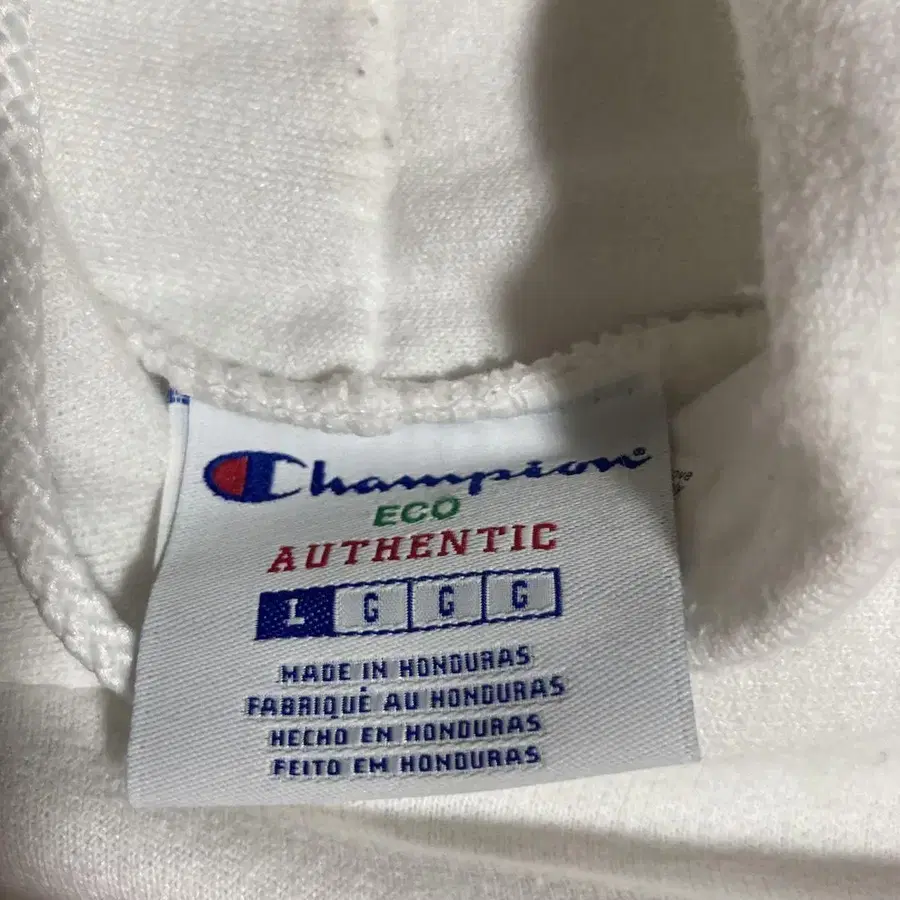 Champion®
ECO
AUTHENTIC
L G G G
MADE IN HONDURAS
FABRIQUÉ AU HONDURAS
HECHO EN HONDURAS
FEITO EM HONDURAS